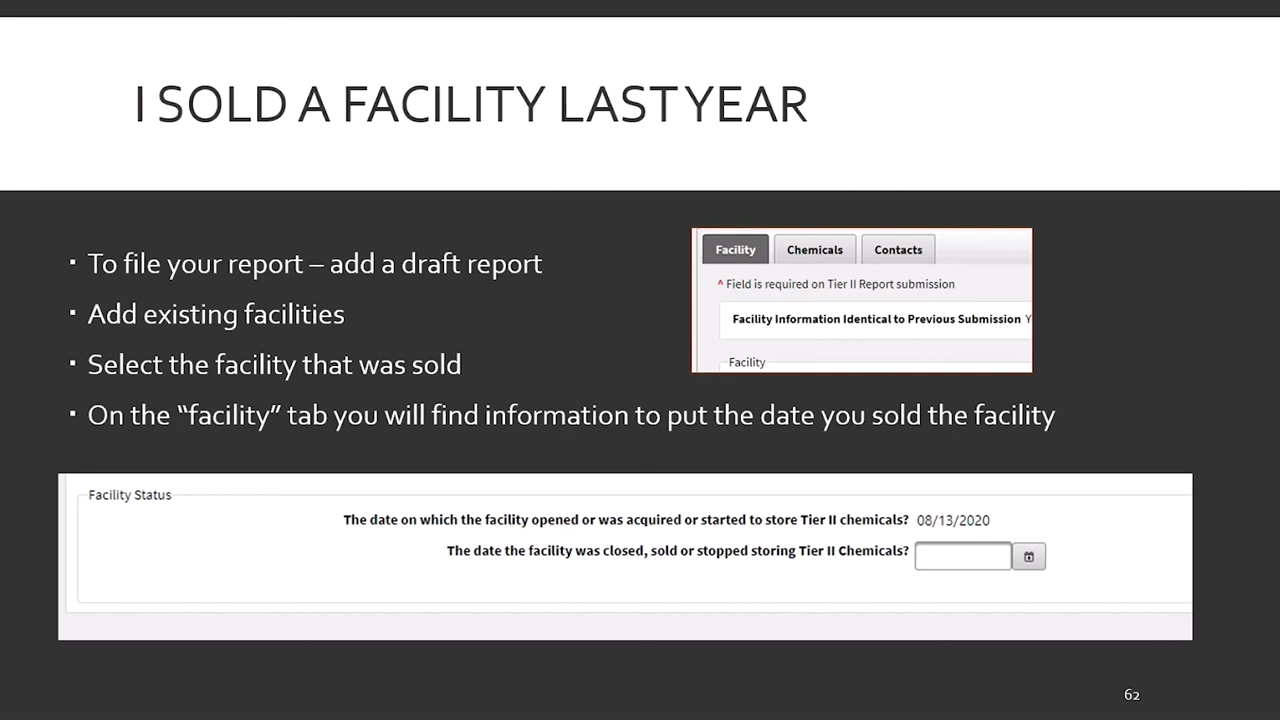 I SOLD A FACILITY LAST YEAR
▪ To file your report – add a draft report
▪ Add existing facilities
▪ Select the facility that was sold
▪ On the “facility” tab you will find information to put the date you sold the facility
Facility Chemicals Contacts
^ Field is required on Tier II Report submission
Facility Information Identical to Previous Submission Y
Facility
Facility Status
The date on which the facility opened or was acquired or started to store Tier II chemicals? 08/13/2020
The date the facility was closed, sold or stopped storing Tier II Chemicals?
62